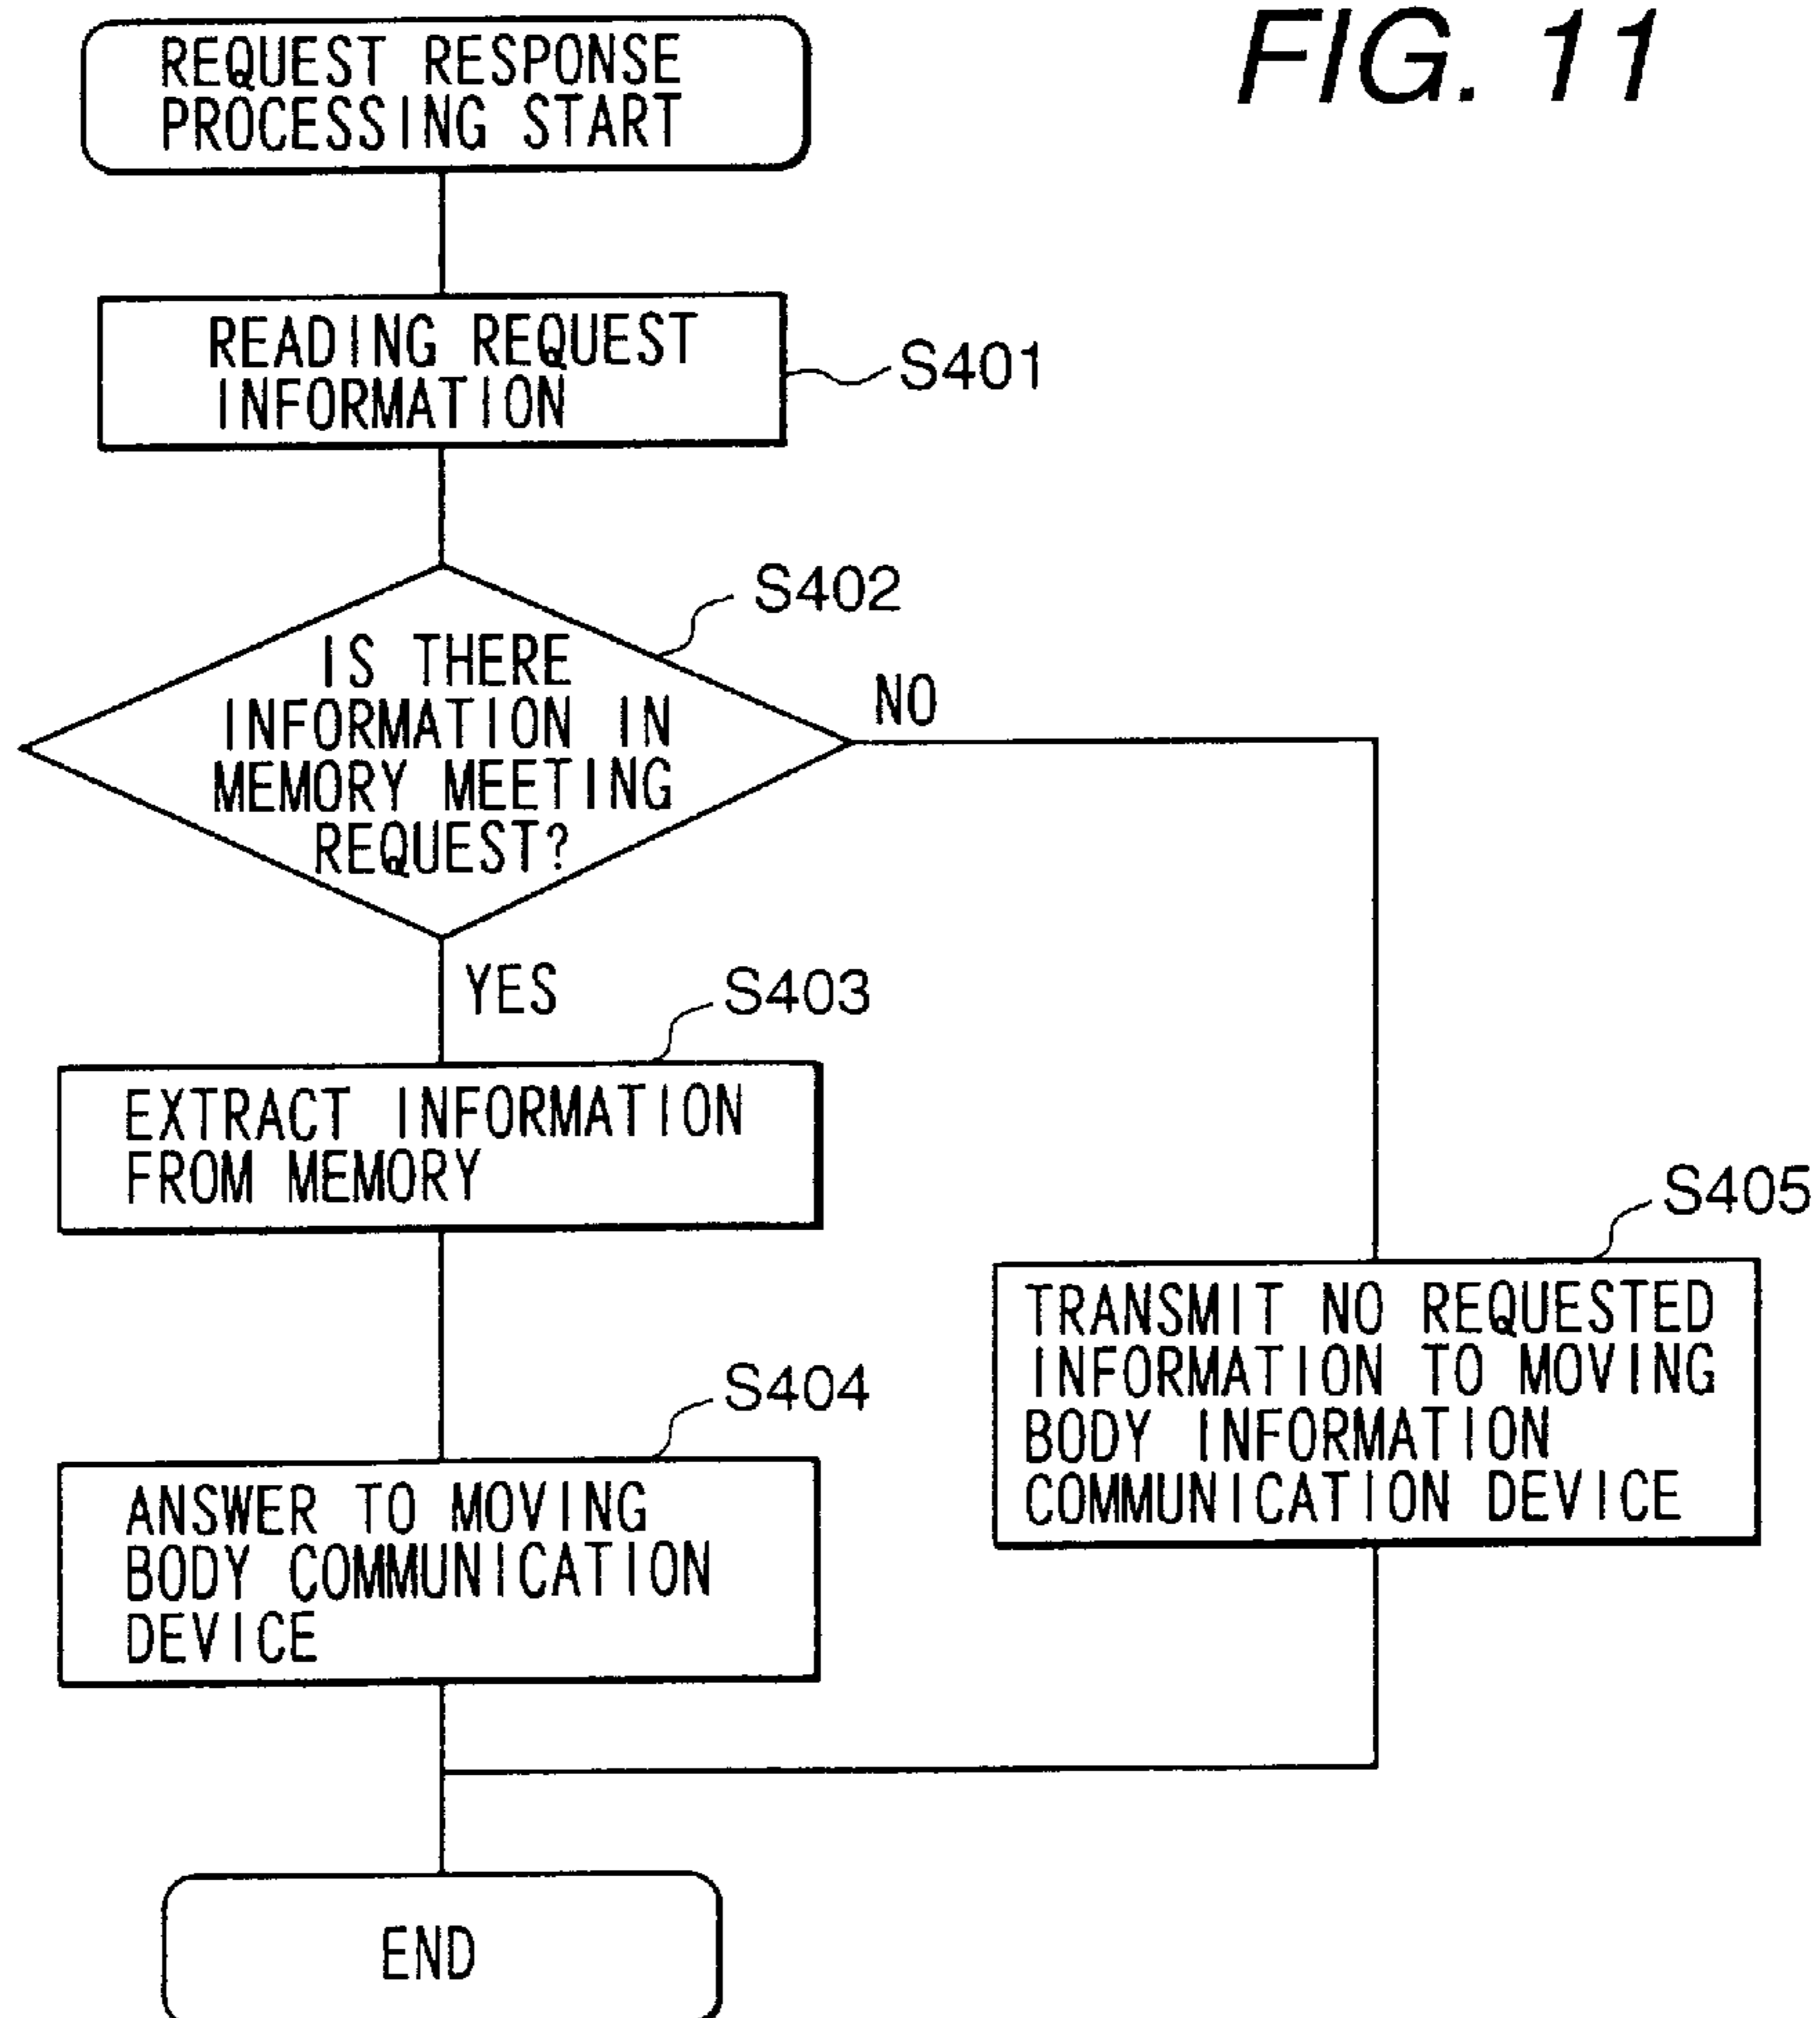 FIG. 11
REQUEST RESPONSE
PROCESSING START
READING REQUEST
INFORMATION
S401
S402
IS THERE
INFORMATION IN
MEMORY MEETING
REQUEST?
NO
YES
S403
EXTRACT INFORMATION
FROM MEMORY
S405
TRANSMIT NO REQUESTED
INFORMATION TO MOVING
BODY INFORMATION
COMMUNICATION DEVICE
S404
ANSWER TO MOVING
BODY COMMUNICATION
DEVICE
END